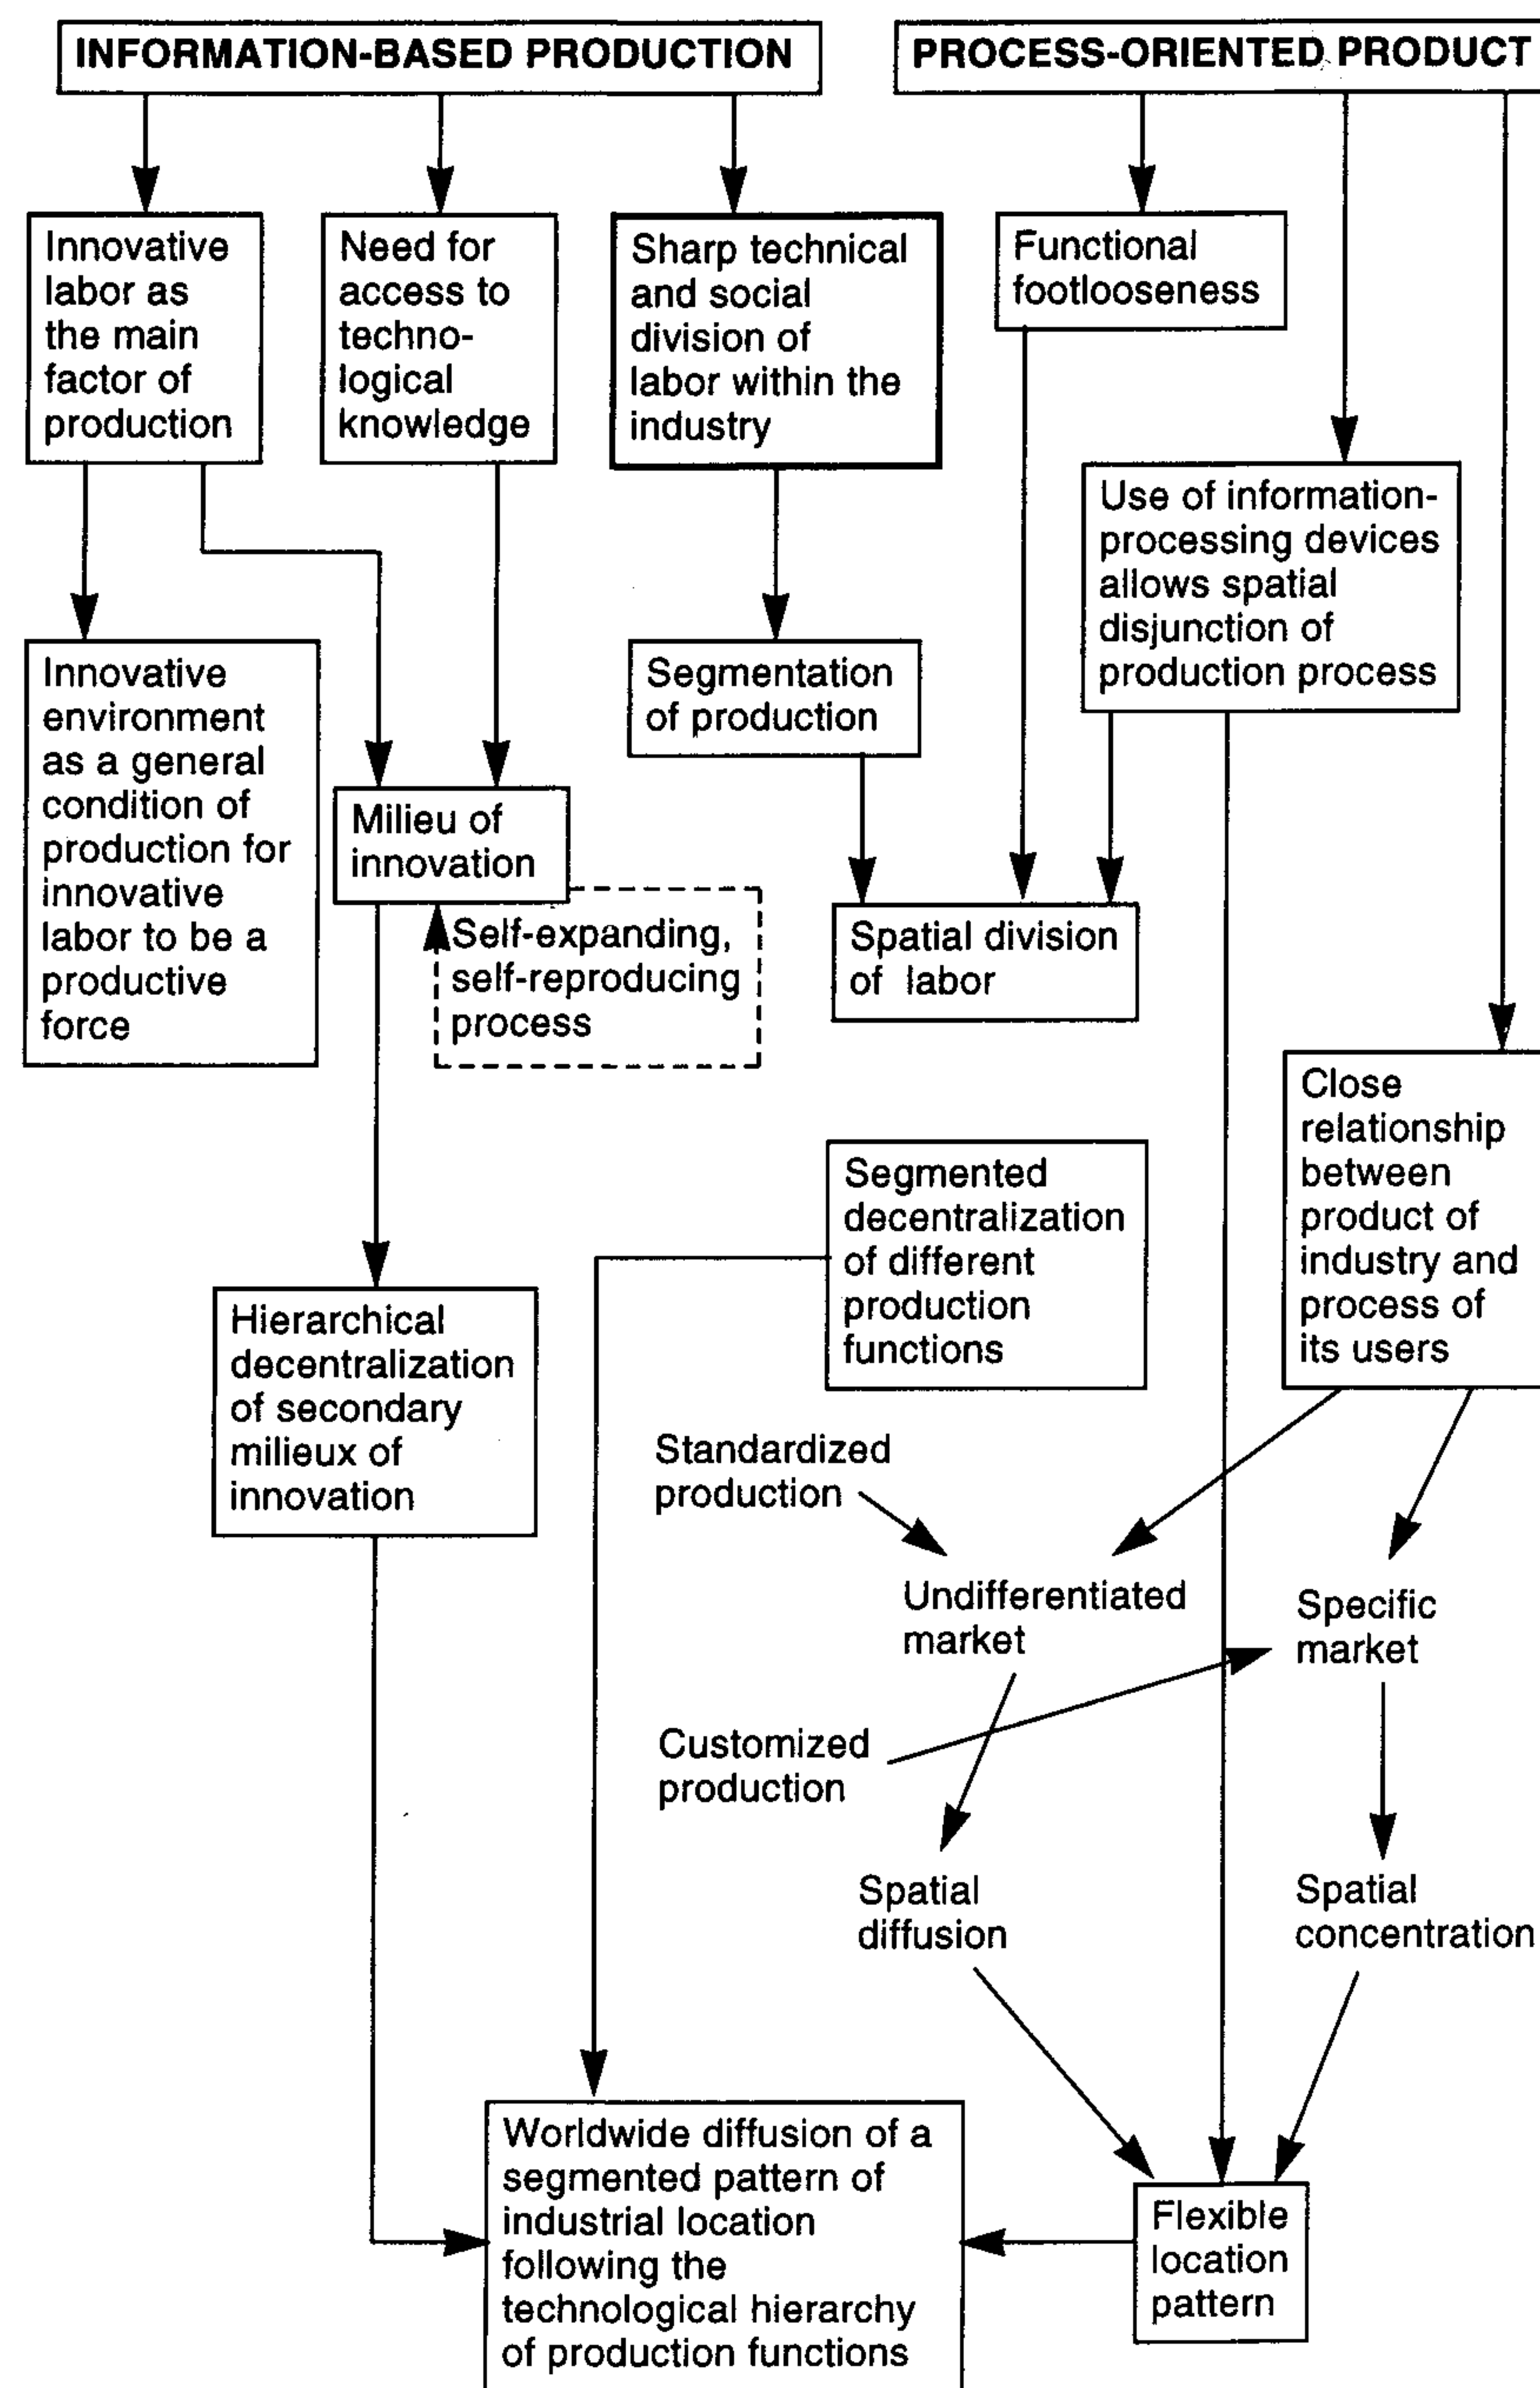 INFORMATION-BASED PRODUCTION
PROCESS-ORIENTED PRODUCT
Innovative
labor as
the main
factor of
production
Need for
access to
techno-
logical
knowledge
Sharp technical
and social
division of
labor within the
industry
Functional
footlooseness
Use of information-
processing devices
allows spatial
disjunction of
production process
Innovative
environment
as a general
condition of
production for
innovative
labor to be a
productive
force
Segmentation
of production
Milieu of
innovation
Self-expanding,
self-reproducing
process
Spatial division
of labor
Close
relationship
between
product of
industry and
process of
its users
Segmented
decentralization
of different
production
functions
Hierarchical
decentralization
of secondary
milieux of
innovation
Standardized
production
Undifferentiated
market
Specific
market
Customized
production
Spatial
diffusion
Spatial
concentration
Worldwide diffusion of a
segmented pattern of
industrial location
following the
technological hierarchy
of production functions
Flexible
location
pattern